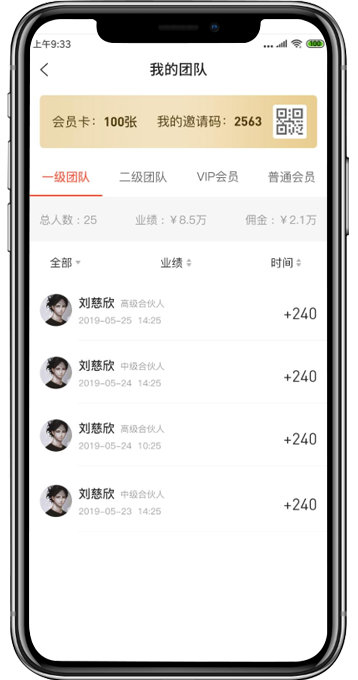 上午9:33
100
我的团队
会员卡：100张 我的邀请码：2563
一级团队 二级团队 VIP会员 普通会员
总人数：25 业绩：￥8.5万 佣金：￥2.1万
全部 业绩 时间
刘慈欣 高级合伙人
2019-05-25 14:25
+240
刘慈欣 中级合伙人
2019-05-24 14:25
+240
刘慈欣 高级合伙人
2019-05-24 10:25
+240
刘慈欣 中级合伙人
2019-05-23 14:25
+240